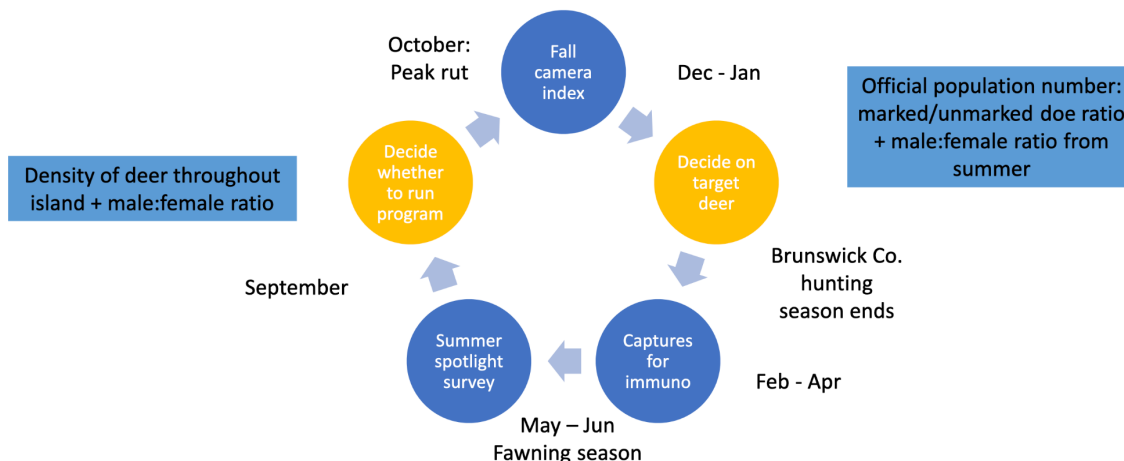 October:
Peak rut
Fall
camera
index
Dec - Jan
Official population number:
marked/unmarked doe ratio
+ male:female ratio from
summer
Decide
whether
to run
program
Decide on
target
deer
Density of deer throughout
island + male:female ratio
Brunswick Co.
hunting
season ends
September
Summer
spotlight
survey
Captures
for
immuno
Feb - Apr
May – Jun
Fawning season